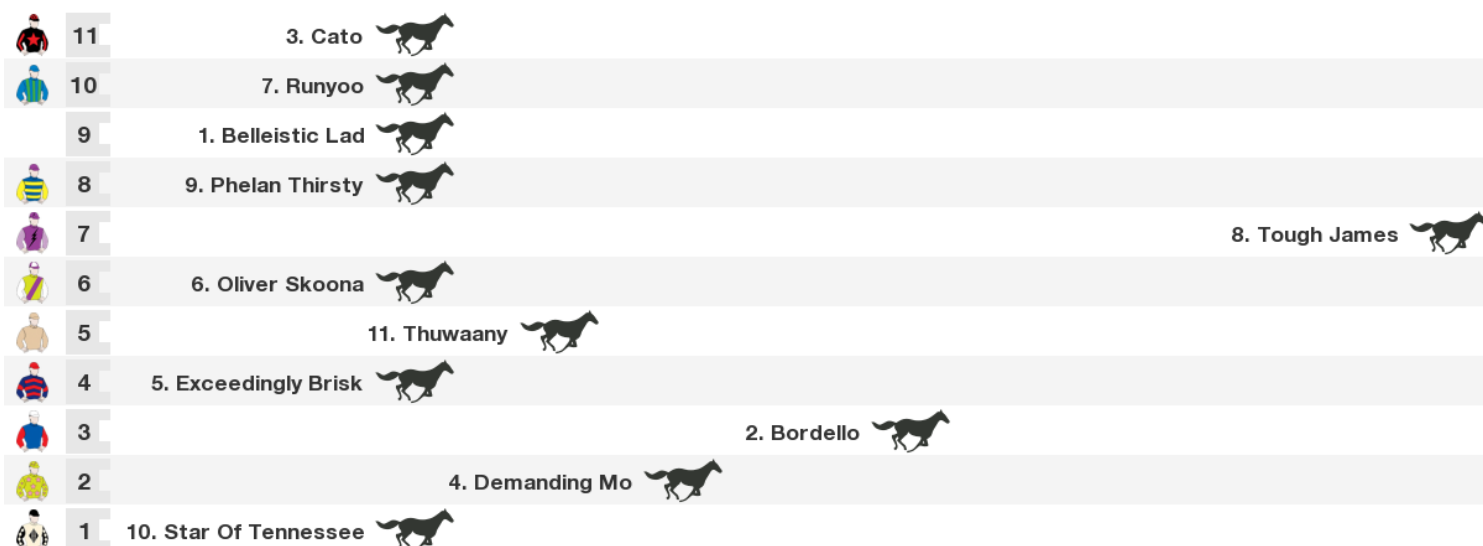 11 3. Cato
10 7. Runyoo
9 1. Belleistic Lad
8 9. Phelan Thirsty
7 8. Tough James
6 6. Oliver Skoona
5 11. Thuwaany
4 5. Exceedingly Brisk
3 2. Bordello
2 4. Demanding Mo
1 10. Star Of Tennessee